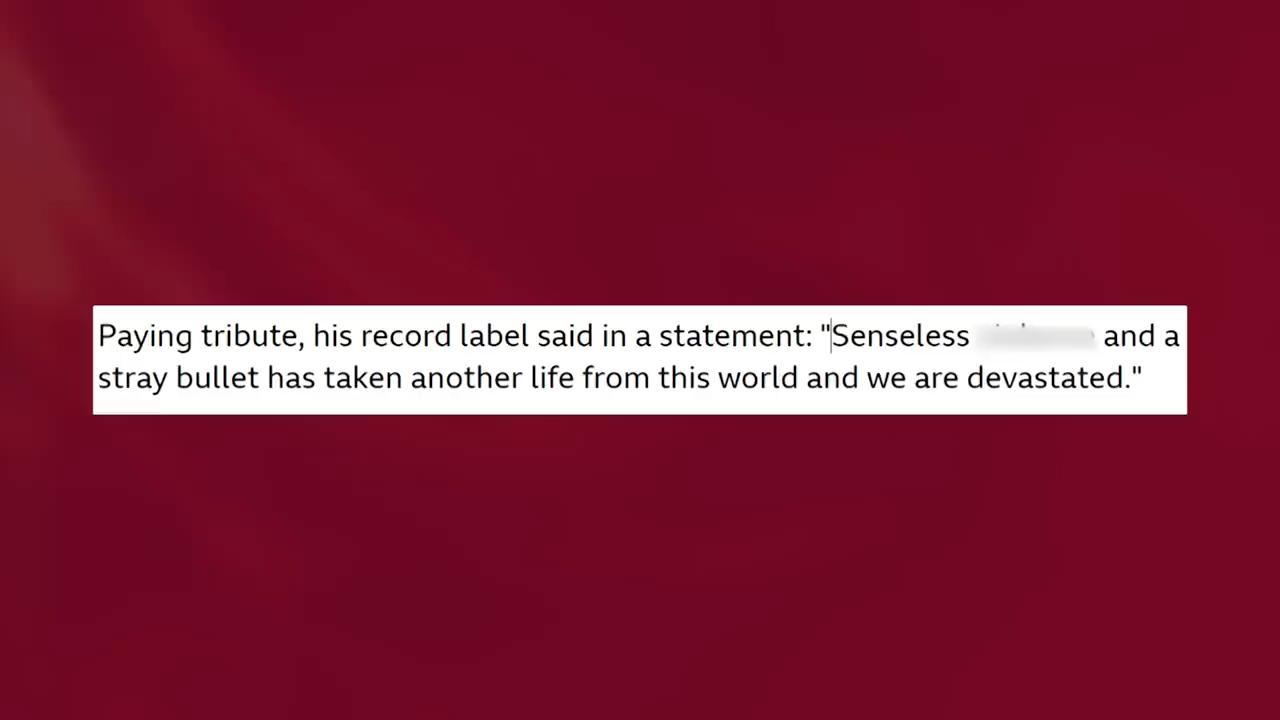 Paying tribute, his record label said in a statement: "Senseless and a
stray bullet has taken another life from this world and we are devastated."